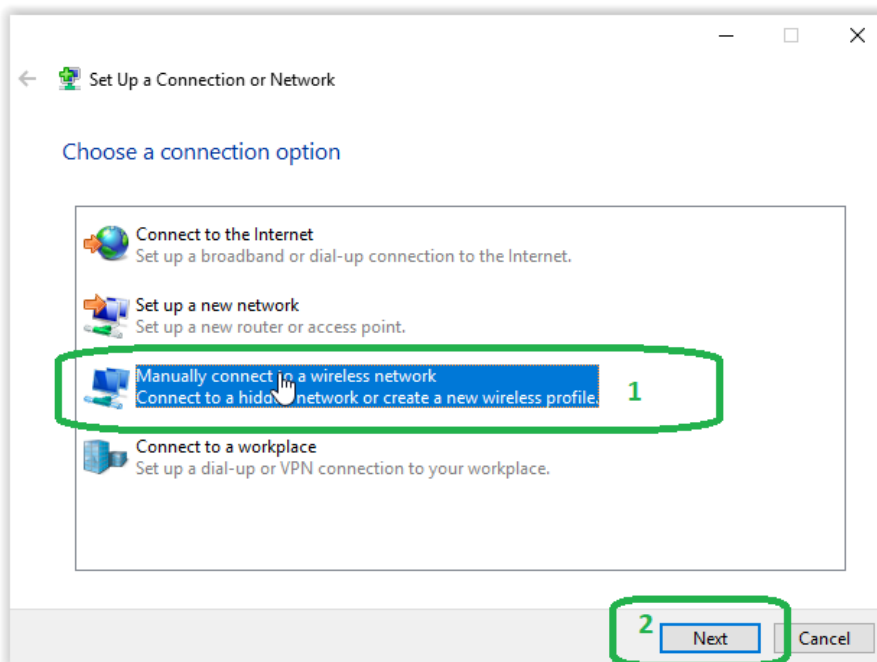 Set Up a Connection or Network
Choose a connection option
Connect to the Internet
Set up a broadband or dial-up connection to the Internet.
Set up a new network
Set up a new router or access point.
Manually connect to a wireless network
Connect to a hidden network or create a new wireless profile.
1
Connect to a workplace
Set up a dial-up or VPN connection to your workplace.
2
Next
Cancel